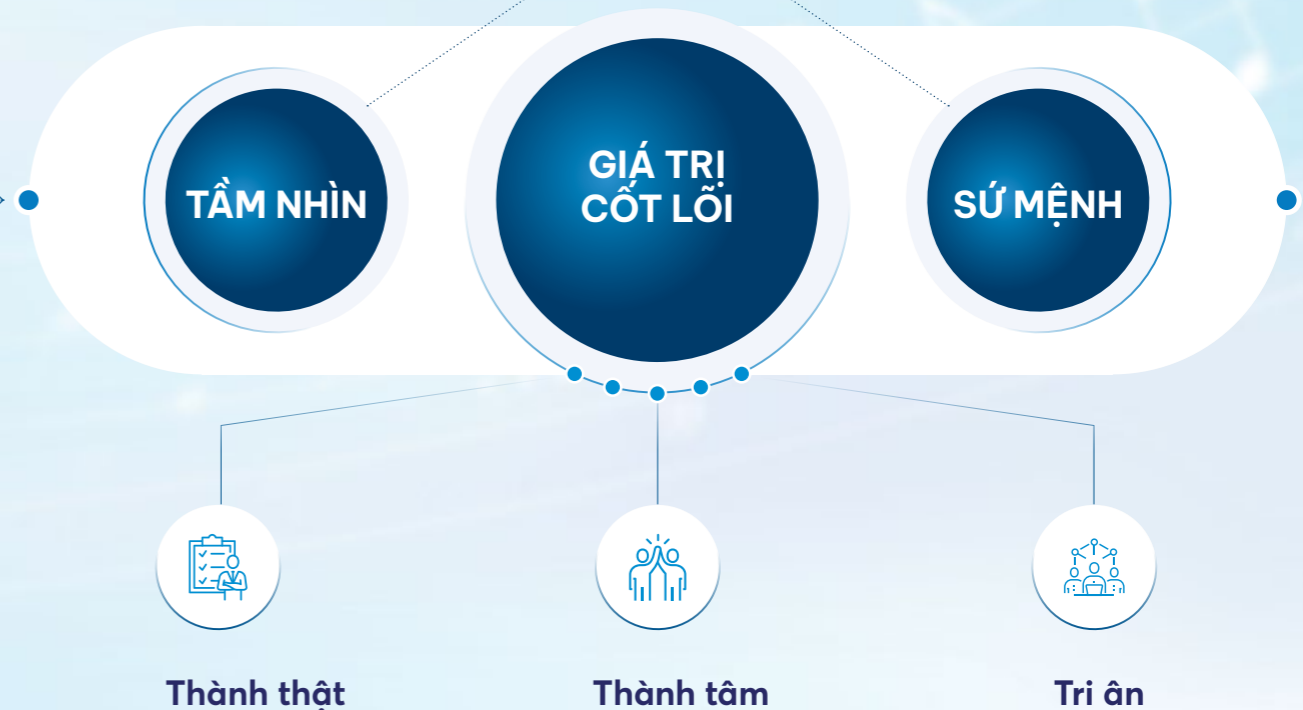 TẦM NHÌN
GIÁ TRỊ
CỐT LÕI
SỨ MỆNH
Thành thật
Thành tâm
Tri ân